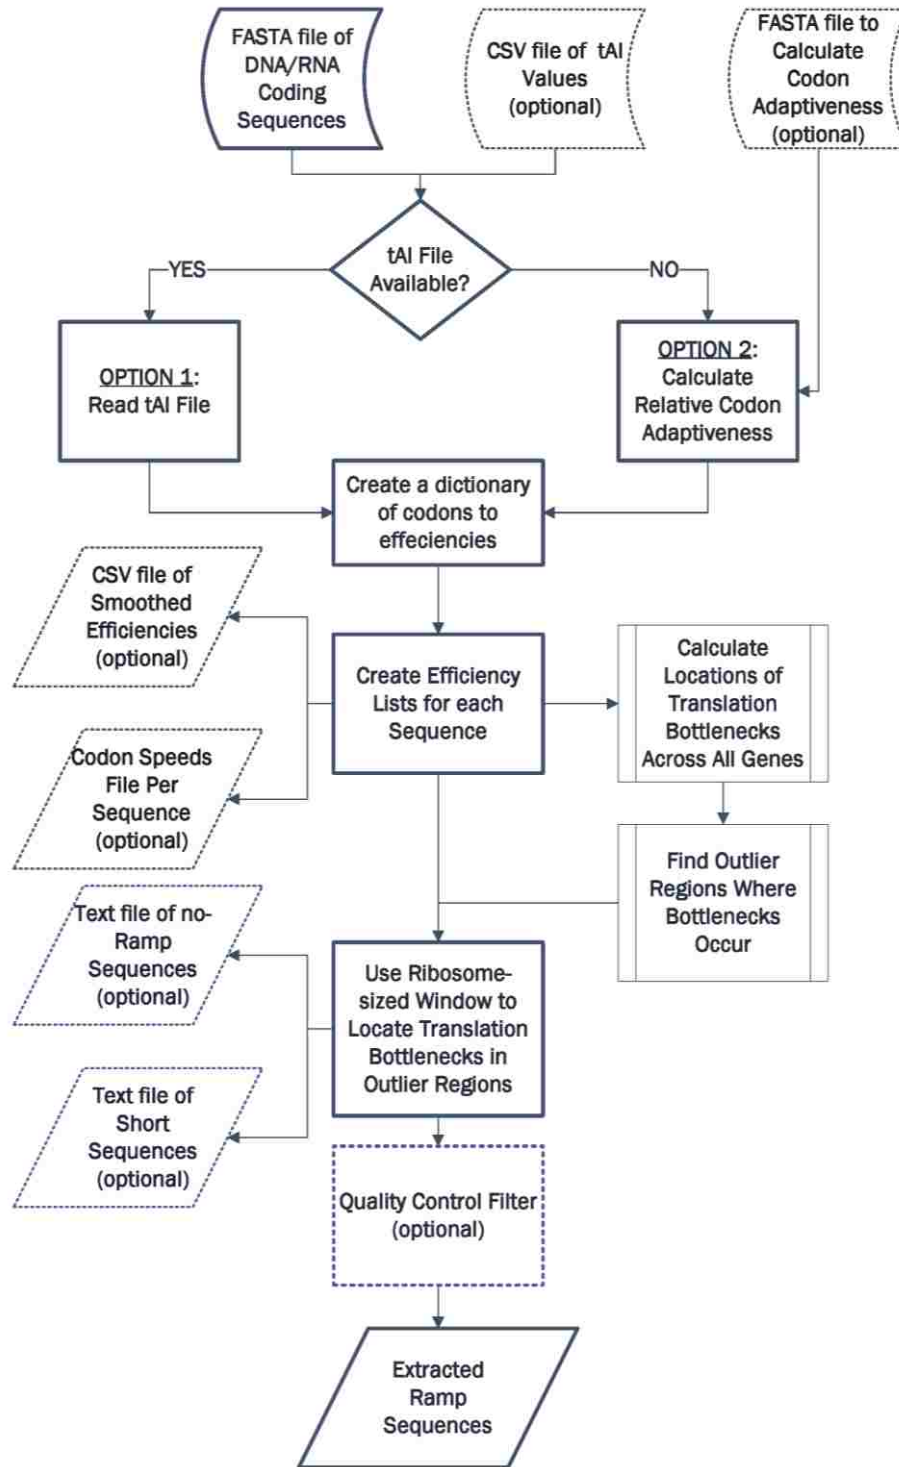 FASTA file of
DNA/RNA
Coding
Sequences
CSV file of tAI
Values
(optional)
FASTA file to
Calculate
Codon
Adaptiveness
(optional)
tAI File
Available?
YES
NO
OPTION 1:
Read tAI File
OPTION 2:
Calculate
Relative Codon
Adaptiveness
Create a dictionary
of codons to
effeciencies
CSV file of
Smoothed
Efficiencies
(optional)
Create Efficiency
Lists for each
Sequence
Calculate
Locations of
Translation
Bottlenecks
Across All Genes
Codon Speeds
File Per
Sequence
(optional)
Find Outlier
Regions Where
Bottlenecks
Occur
Text file of no-
Ramp
Sequences
(optional)
Use Ribosome-
sized Window to
Locate Translation
Bottlenecks in
Outlier Regions
Text file of
Short
Sequences
(optional)
Quality Control Filter
(optional)
Extracted
Ramp
Sequences